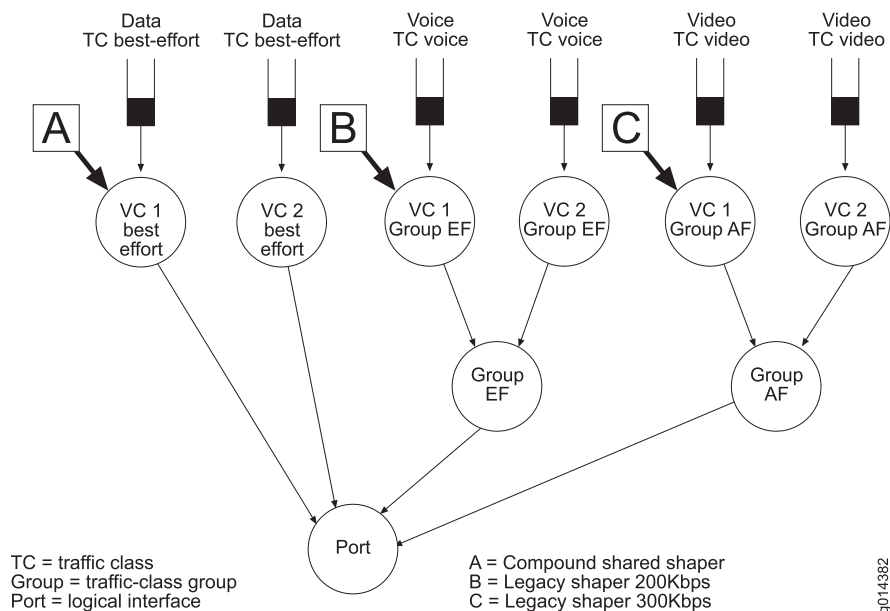 Data
TC best-effort
Data
TC best-effort
Voice
TC voice
Voice
TC voice
Video
TC video
Video
TC video
A
B
C
VC 1
best
effort
VC 2
best
effort
VC 1
Group EF
VC 2
Group EF
VC 1
Group AF
VC 2
Group AF
Group
EF
Group
AF
Port
TC = traffic class
Group = traffic-class group
Port = logical interface
A = Compound shared shaper
B = Legacy shaper 200Kbps
C = Legacy shaper 300Kbps
g014382